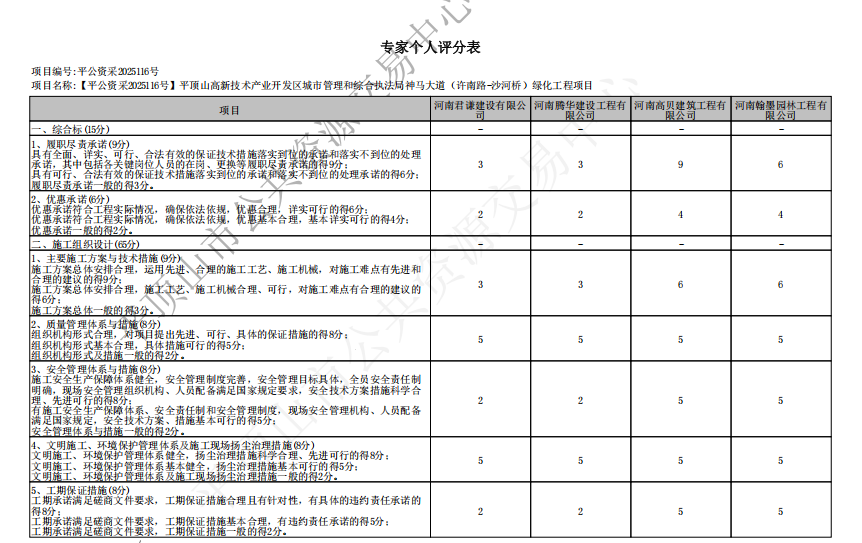 专家个人评分表
项目编号:平公资采2025116号
项目名称:【平公资采2025116号】平顶山高新技术产业开发区城市管理和综合执法局神马大道（许南路-沙河桥）绿化工程项目
项目 河南君谦建设有限公司 河南腾华建设工程有限公司 河南高贝建筑工程有限公司 河南翰墨园林工程有限公司
一、综合标(15分) － － － －
1、履职尽责承诺(9分)
具有全面、详实、可行、合法有效的保证技术措施落实到位的承诺和落实不到位的处理
承诺，其中包括各关键岗位人员的在岗、更换等履职尽责承诺的得9分；
具有可行、合法有效的保证技术措施落实到位的承诺和落实不到位的处理承诺的得6分；
履职尽责承诺一般的得3分。
3 3 9 6
2、优惠承诺(6分)
优惠承诺符合工程实际情况，确保依法依规，优惠合理，详实可行的得6分；
优惠承诺符合工程实际情况，确保依法依规，优惠基本合理，基本详实可行的得4分；
优惠承诺一般的得2分。
2 2 4 4
二、施工组织设计(65分) － － － －
1、主要施工方案与技术措施(9分)
施工方案总体安排合理，运用先进、合理的施工工艺、施工机械，对施工难点有先进和
合理的建议的得9分；
施工方案总体安排合理，施工工艺、施工机械合理、可行，对施工难点有合理的建议的
得6分；
施工方案总体一般的得3分。
3 3 6 6
2、质量管理体系与措施(8分)
组织机构形式合理，对项目提出先进、可行、具体的保证措施的得8分；
组织机构形式基本合理，具体措施可行的得5分；
组织机构形式及措施一般的得2分。
5 5 5 5
3、安全管理体系与措施(8分)
施工安全生产保障体系健全，安全管理制度完善，安全管理目标具体，全员安全责任制
明确，现场安全管理组织机构、人员配备满足国家规定要求，安全技术方案措施科学合
理、先进可行的得8分；
有施工安全生产保障体系、安全责任制和安全管理制度，现场安全管理机构、人员配备
满足国家规定，安全技术方案、措施基本可行的得5分；
安全管理体系与措施一般的得2分。
2 2 5 5
4、文明施工、环境保护管理体系及施工现场扬尘治理措施(8分)
文明施工、环境保护管理体系健全，扬尘治理措施科学合理、先进可行的得8分；
文明施工、环境保护管理体系基本健全，扬尘治理措施基本可行的得5分；
文明施工、环境保护管理体系及施工现场扬尘治理措施一般的得2分。
5 5 5 5
5、工期保证措施(8分)
工期承诺满足磋商文件要求，工期保证措施合理且有针对性，有具体的违约责任承诺的
得8分；
工期承诺满足磋商文件要求，工期保证措施基本合理，有违约责任承诺的得5分；
工期承诺满足磋商文件要求，工期保证措施一般的得2分。
2 2 5 5
顶山市公共资源交易中心
山市公共资源交易中心